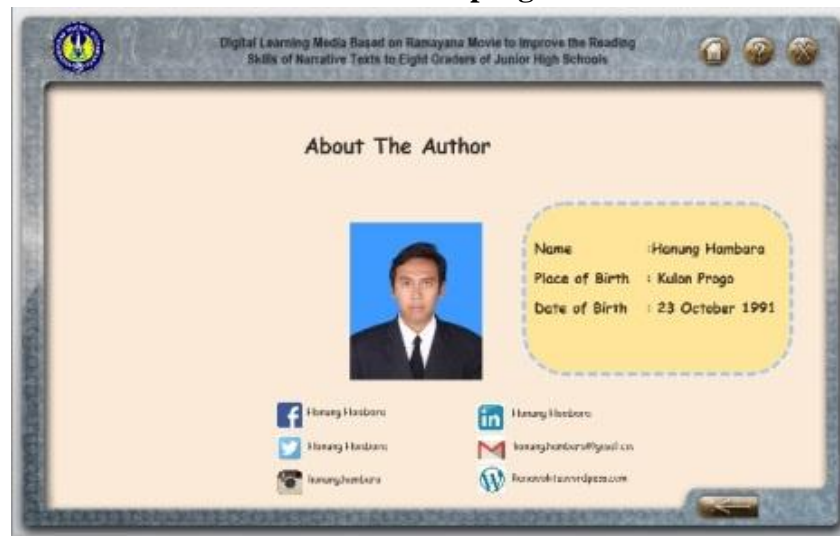 Digital Learning Media Based on Ramayana Movie to Improve the Reading
Skills of Narrative Texts to Eight Graders of Junior High Schools
?
About The Author
Name :Hanung Hambara
Place of Birth : Kulon Progo
Date of Birth : 23 October 1991
Hanung Hambara
Hanung Hambara
Hanung Hambara
hanung.hambara